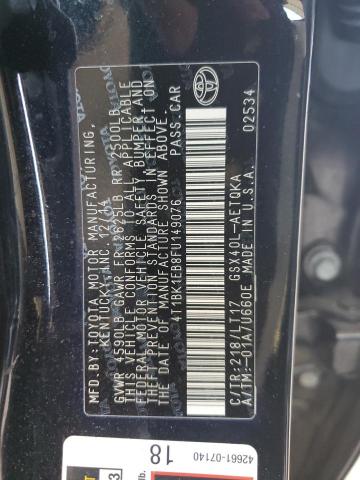 MFD.BY:TOYOTA MOTOR MANUFACTURING,
KENTUCKY,INC. 12/14
GVWR 4590LB GAWR FR 2625LB RR 2500LB
THIS VEHICLE CONFORMS TO ALL APPLICABLE
FEDERAL MOTOR VEHICLE SAFETY, BUMPER,AND
THEFT PREVENTION STANDARDS IN EFFECT ON
THE DATE OF MANUFACTURE SHOWN ABOVE.
4T1BK1EB8FU149076 PASS.CAR
C/TR:218/LT17 GSX40L-AETQKA
A/TM:-01A/U660E MADE IN U.S.A.
02534
42661-07140
18